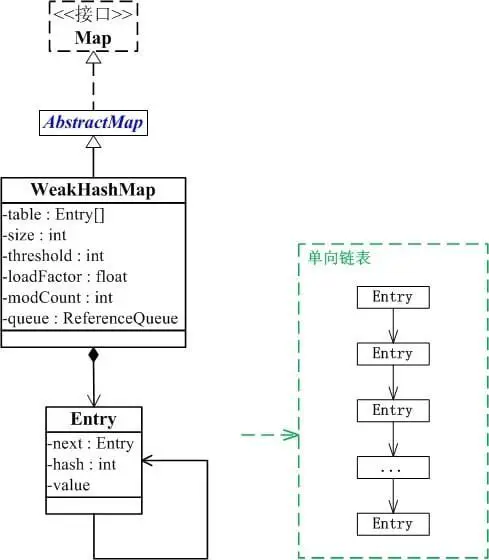 <<接口>>
Map
AbstractMap
WeakHashMap
-table : Entry[]
-size : int
-threshold : int
-loadFactor : float
-modCount : int
-queue : ReferenceQueue
Entry
-next : Entry
-hash : int
-value
单向链表
Entry
Entry
Entry
...
Entry